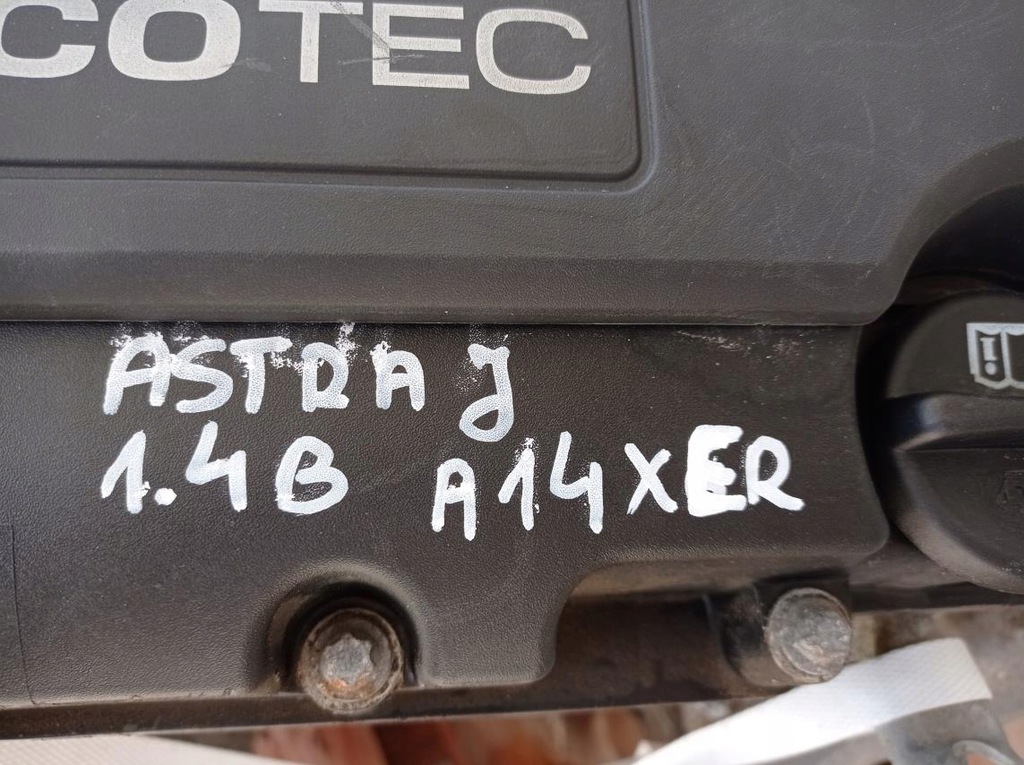 COTEC
ASTRA J
1.4B A14XER